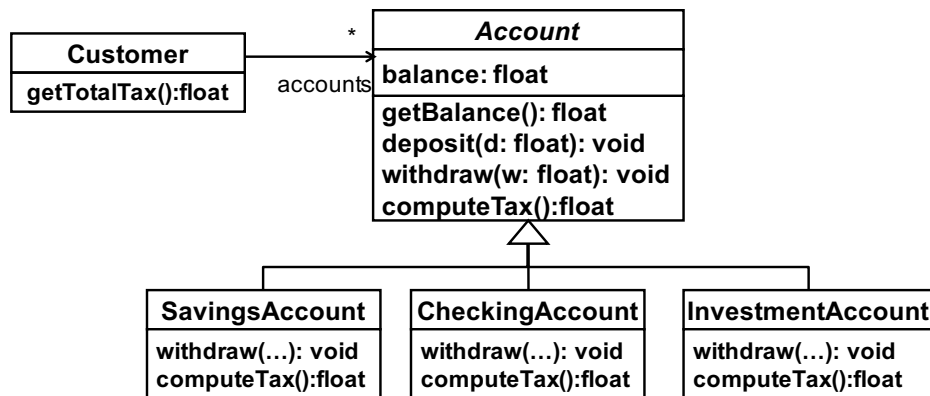 Customer
getTotalTax():float
*
accounts
Account
balance: float
getBalance(): float
deposit(d: float): void
withdraw(w: float): void
computeTax():float
SavingsAccount
withdraw(…): void
computeTax():float
CheckingAccount
withdraw(…): void
computeTax():float
InvestmentAccount
withdraw(…): void
computeTax():float